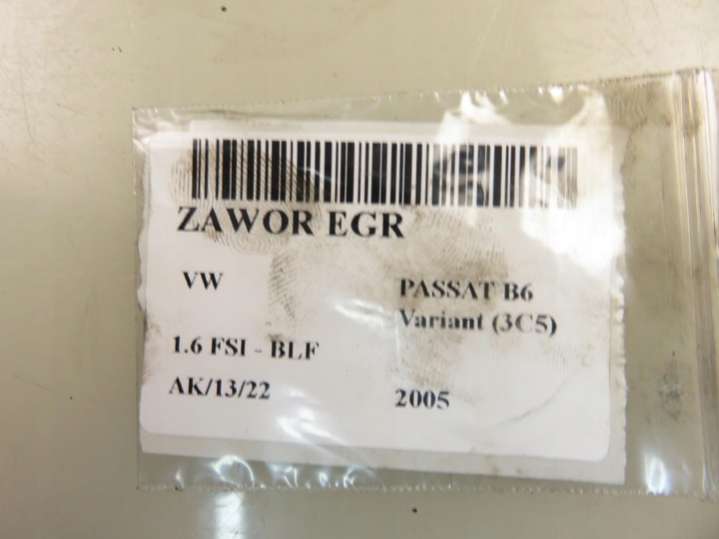 ZAWOR EGR
VW
PASSAT B6
Variant (3C5)
1.6 FSI - BLF
AK/13/22
2005